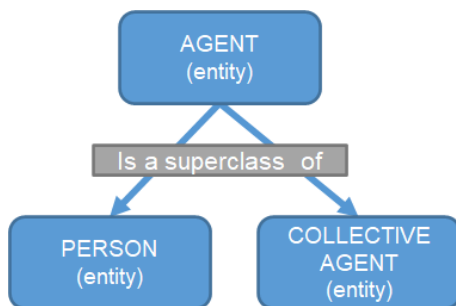 AGENT
(entity)
Is a superclass of
PERSON
(entity)
COLLECTIVE
AGENT
(entity)